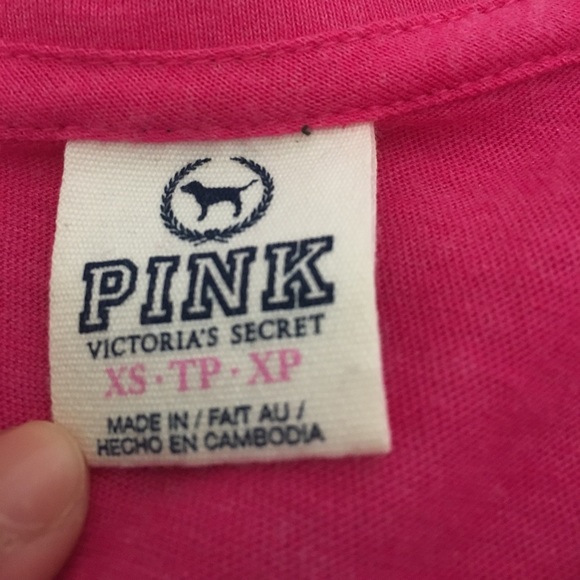 PINK
VICTORIA'S SECRET
XS · TP · XP
MADE IN / FAIT AU /
HECHO EN CAMBODIA